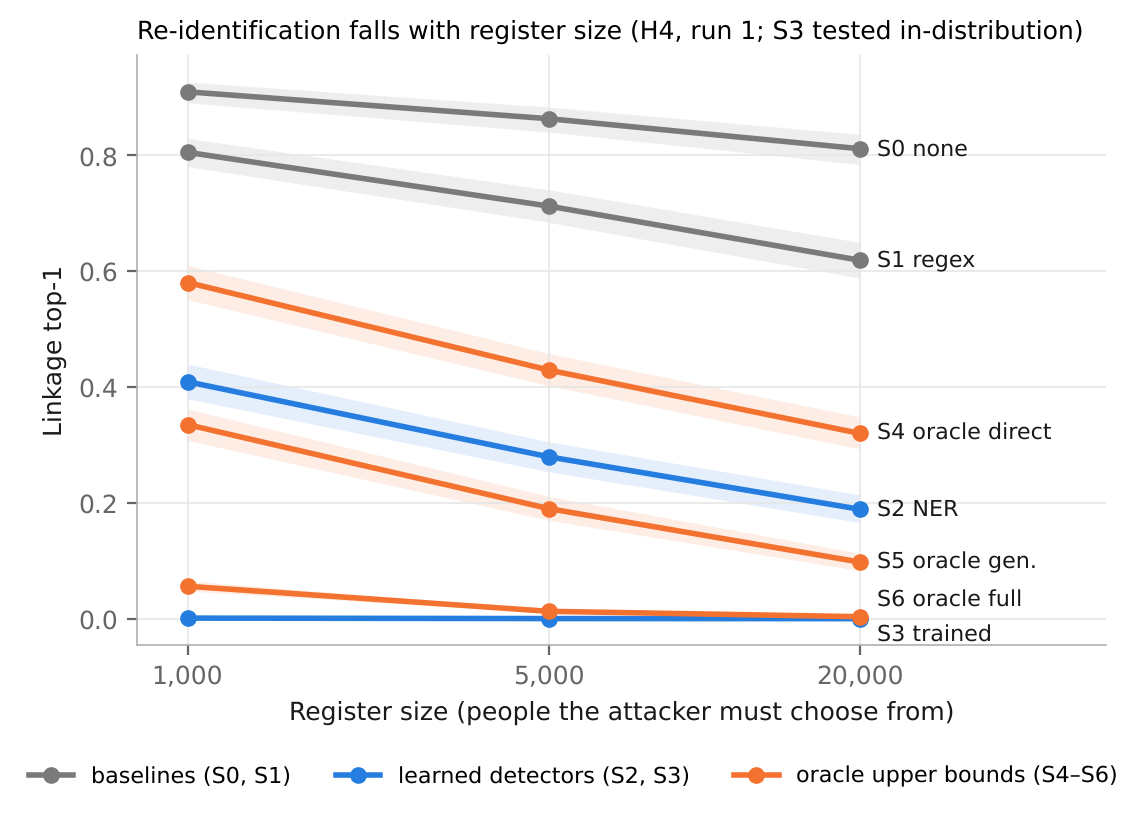 Re-identification falls with register size (H4, run 1; S3 tested in-distribution)
Linkage top-1
0.8
0.6
0.4
0.2
0.0
S0 none
S1 regex
S4 oracle direct
S2 NER
S5 oracle gen.
S6 oracle full
S3 trained
1,000
5,000
20,000
Register size (people the attacker must choose from)
baselines (S0, S1)
learned detectors (S2, S3)
oracle upper bounds (S4–S6)